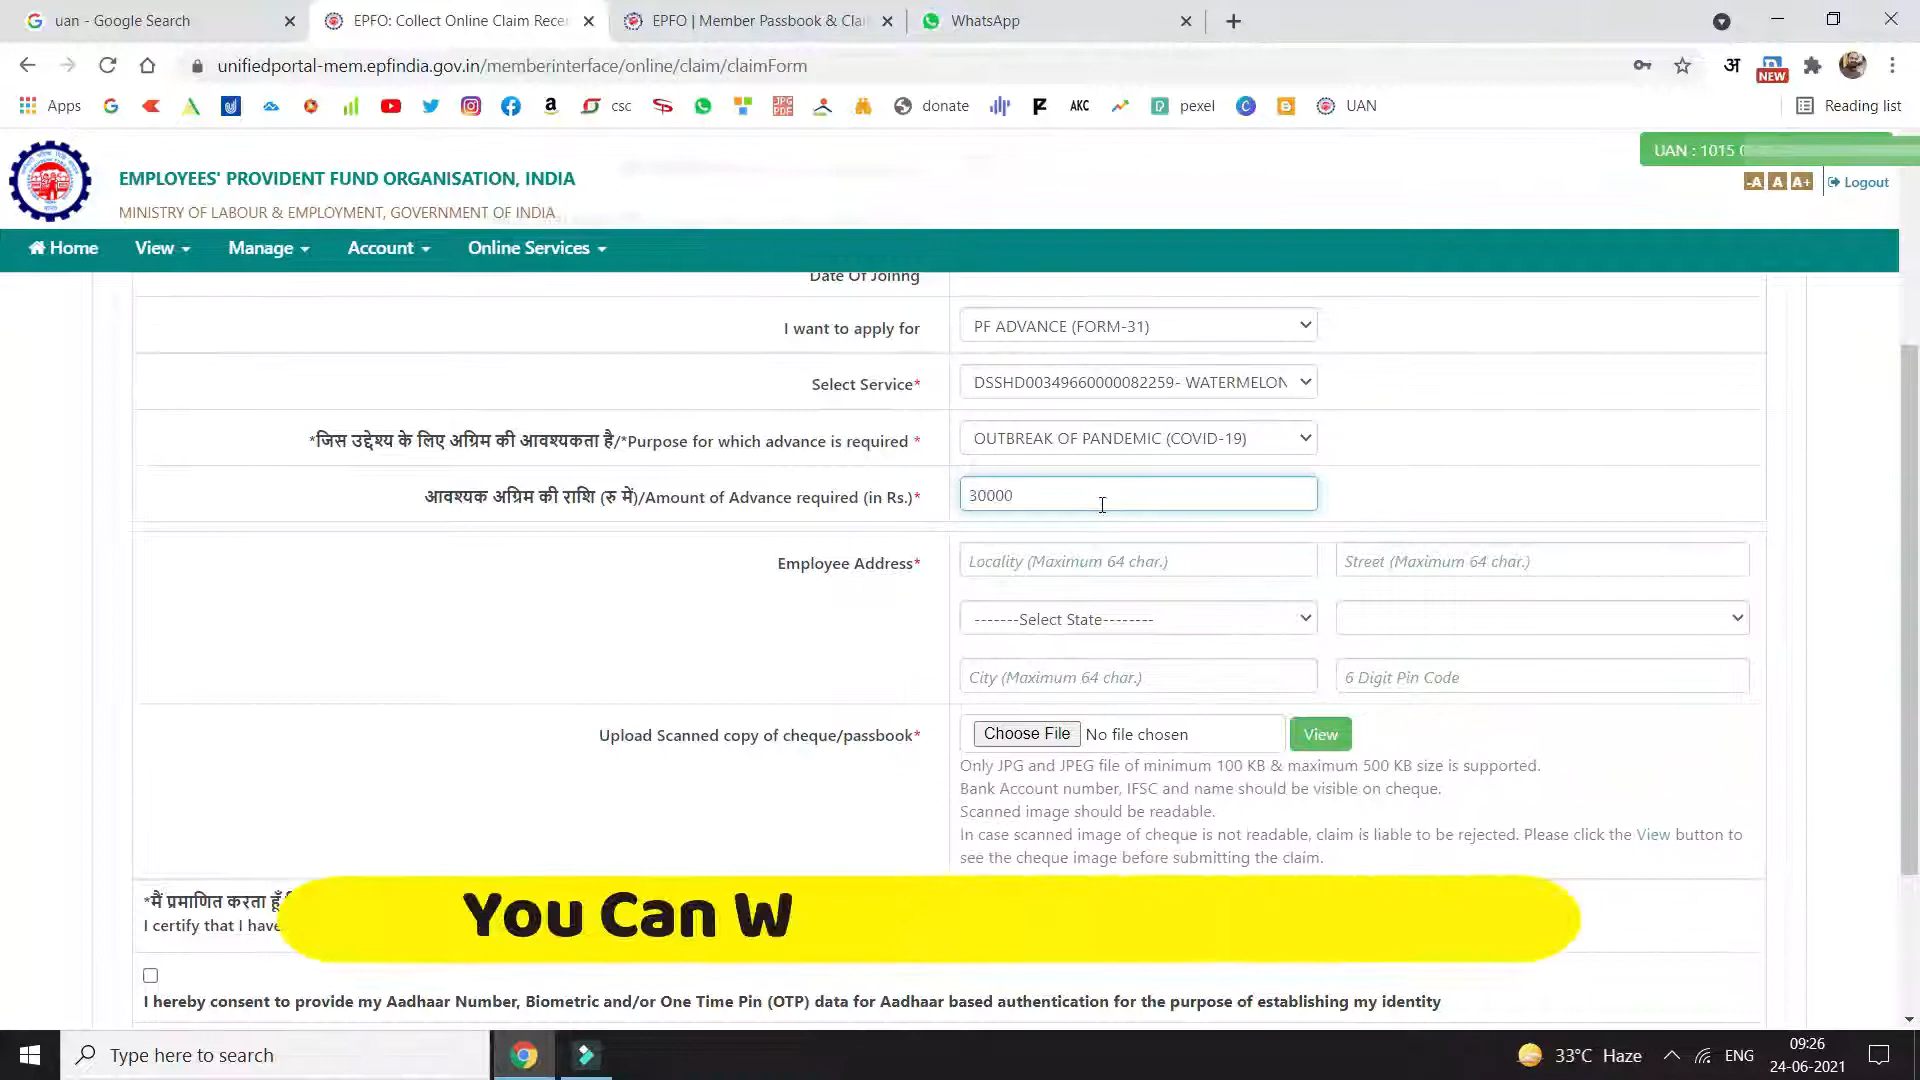 uan - Google Search
EPFO: Collect Online Claim Rece
EPFO | Member Passbook & Clai
WhatsApp
unifiedportal-mem.epfindia.gov.in/memberinterface/online/claim/claimForm
अ
NEW
Apps
csc
JPG
PDF
donate
AKC
pexel
UAN
Reading list
EMPLOYEES' PROVIDENT FUND ORGANISATION, INDIA
MINISTRY OF LABOUR & EMPLOYMENT, GOVERNMENT OF INDIA
UAN : 1015
-A A A+ Logout
Home
View
Manage
Account
Online Services
Date Of Joinng
I want to apply for
PF ADVANCE (FORM-31)
Select Service*
DSSHD00349660000082259- WATERMELON
*जिस उद्देश्य के लिए अग्रिम की आवश्यकता है/*Purpose for which advance is required *
OUTBREAK OF PANDEMIC (COVID-19)
आवश्यक अग्रिम की राशि (रु में)/Amount of Advance required (in Rs.)*
30000
Employee Address*
Locality (Maximum 64 char.)
Street (Maximum 64 char.)
-------Select State--------
City (Maximum 64 char.)
6 Digit Pin Code
Upload Scanned copy of cheque/passbook*
Choose File No file chosen
View
Only JPG and JPEG file of minimum 100 KB & maximum 500 KB size is supported.
Bank Account number, IFSC and name should be visible on cheque.
Scanned image should be readable.
In case scanned image of cheque is not readable, claim is liable to be rejected. Please click the View button to
see the cheque image before submitting the claim.
*मैं प्रमाणित करता हूँ
I certify that I have
You Can W
I hereby consent to provide my Aadhaar Number, Biometric and/or One Time Pin (OTP) data for Aadhaar based authentication for the purpose of establishing my identity
Type here to search
33°C Haze
ENG
09:26
24-06-2021